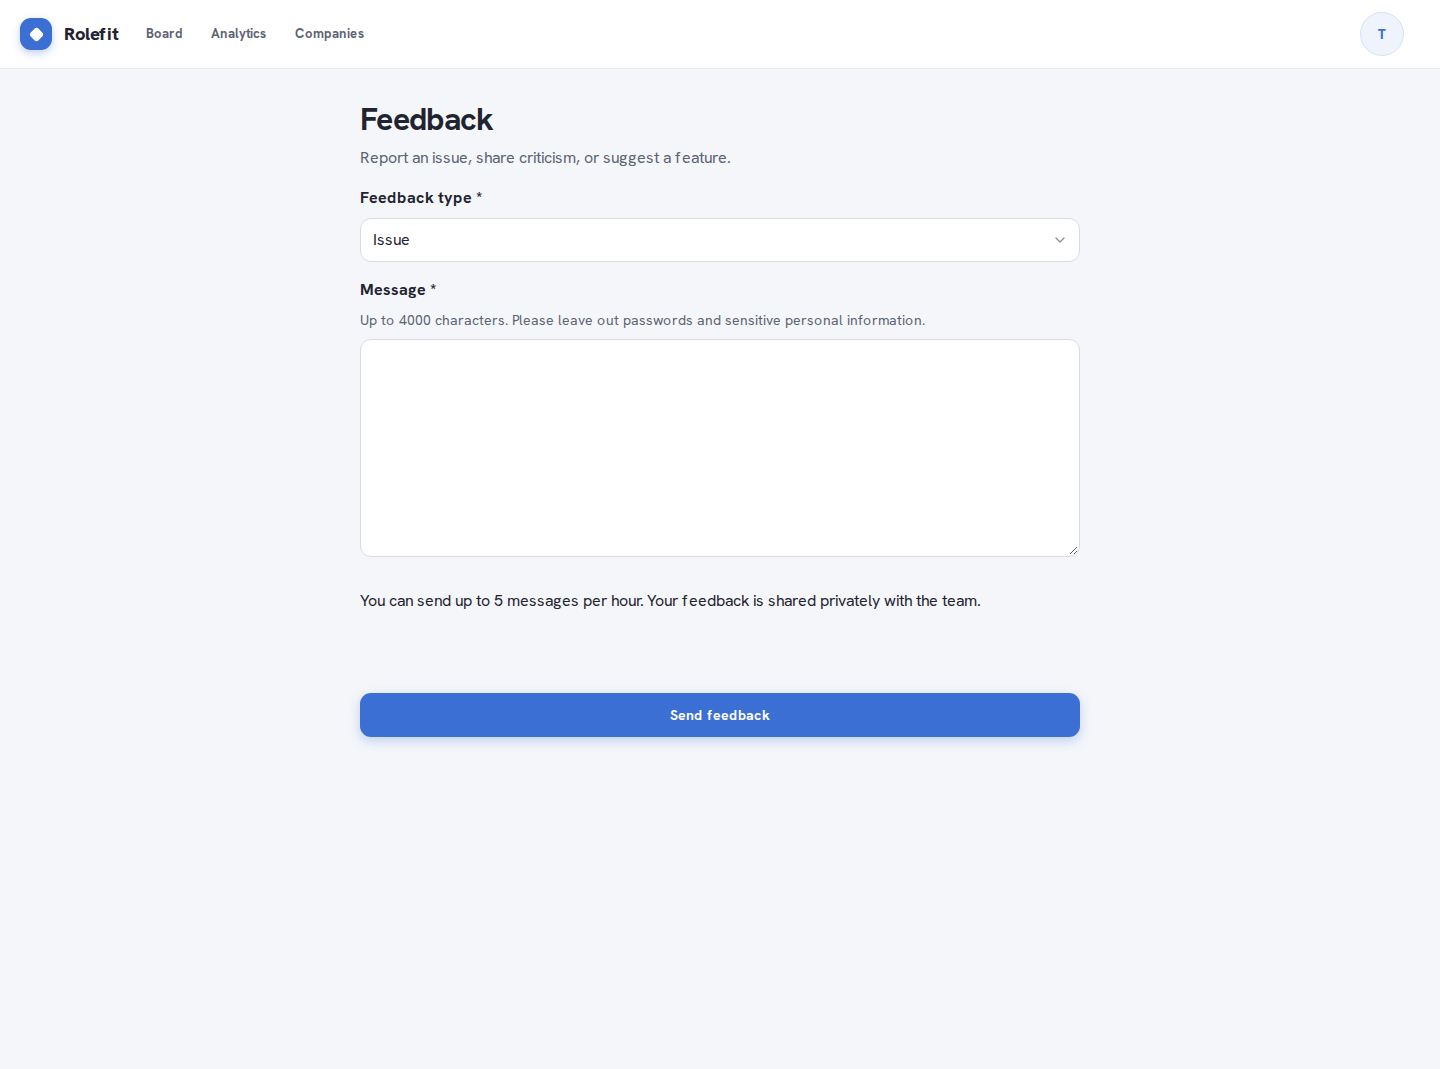 Rolefit
Board
Analytics
Companies
T
Feedback
Report an issue, share criticism, or suggest a feature.
Feedback type *
Issue
Message *
Up to 4000 characters. Please leave out passwords and sensitive personal information.
You can send up to 5 messages per hour. Your feedback is shared privately with the team.
Send feedback